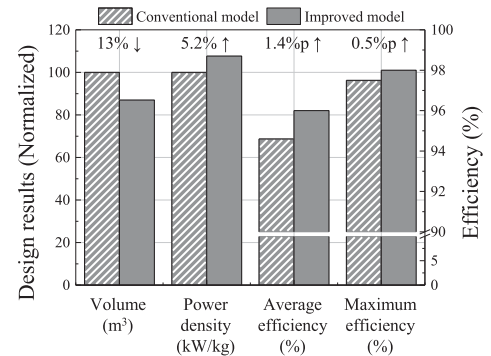 Conventional model Improved model
120 13% ↓ 5.2% ↑ 1.4%p ↑ 0.5%p ↑ 100
100 98
80 96
60 94
40 92
20 90
5
0 0
Design results (Normalized)
Efficiency (%)
Volume Power Average Maximum
(m³) density efficiency efficiency
(kW/kg) (%) (%)